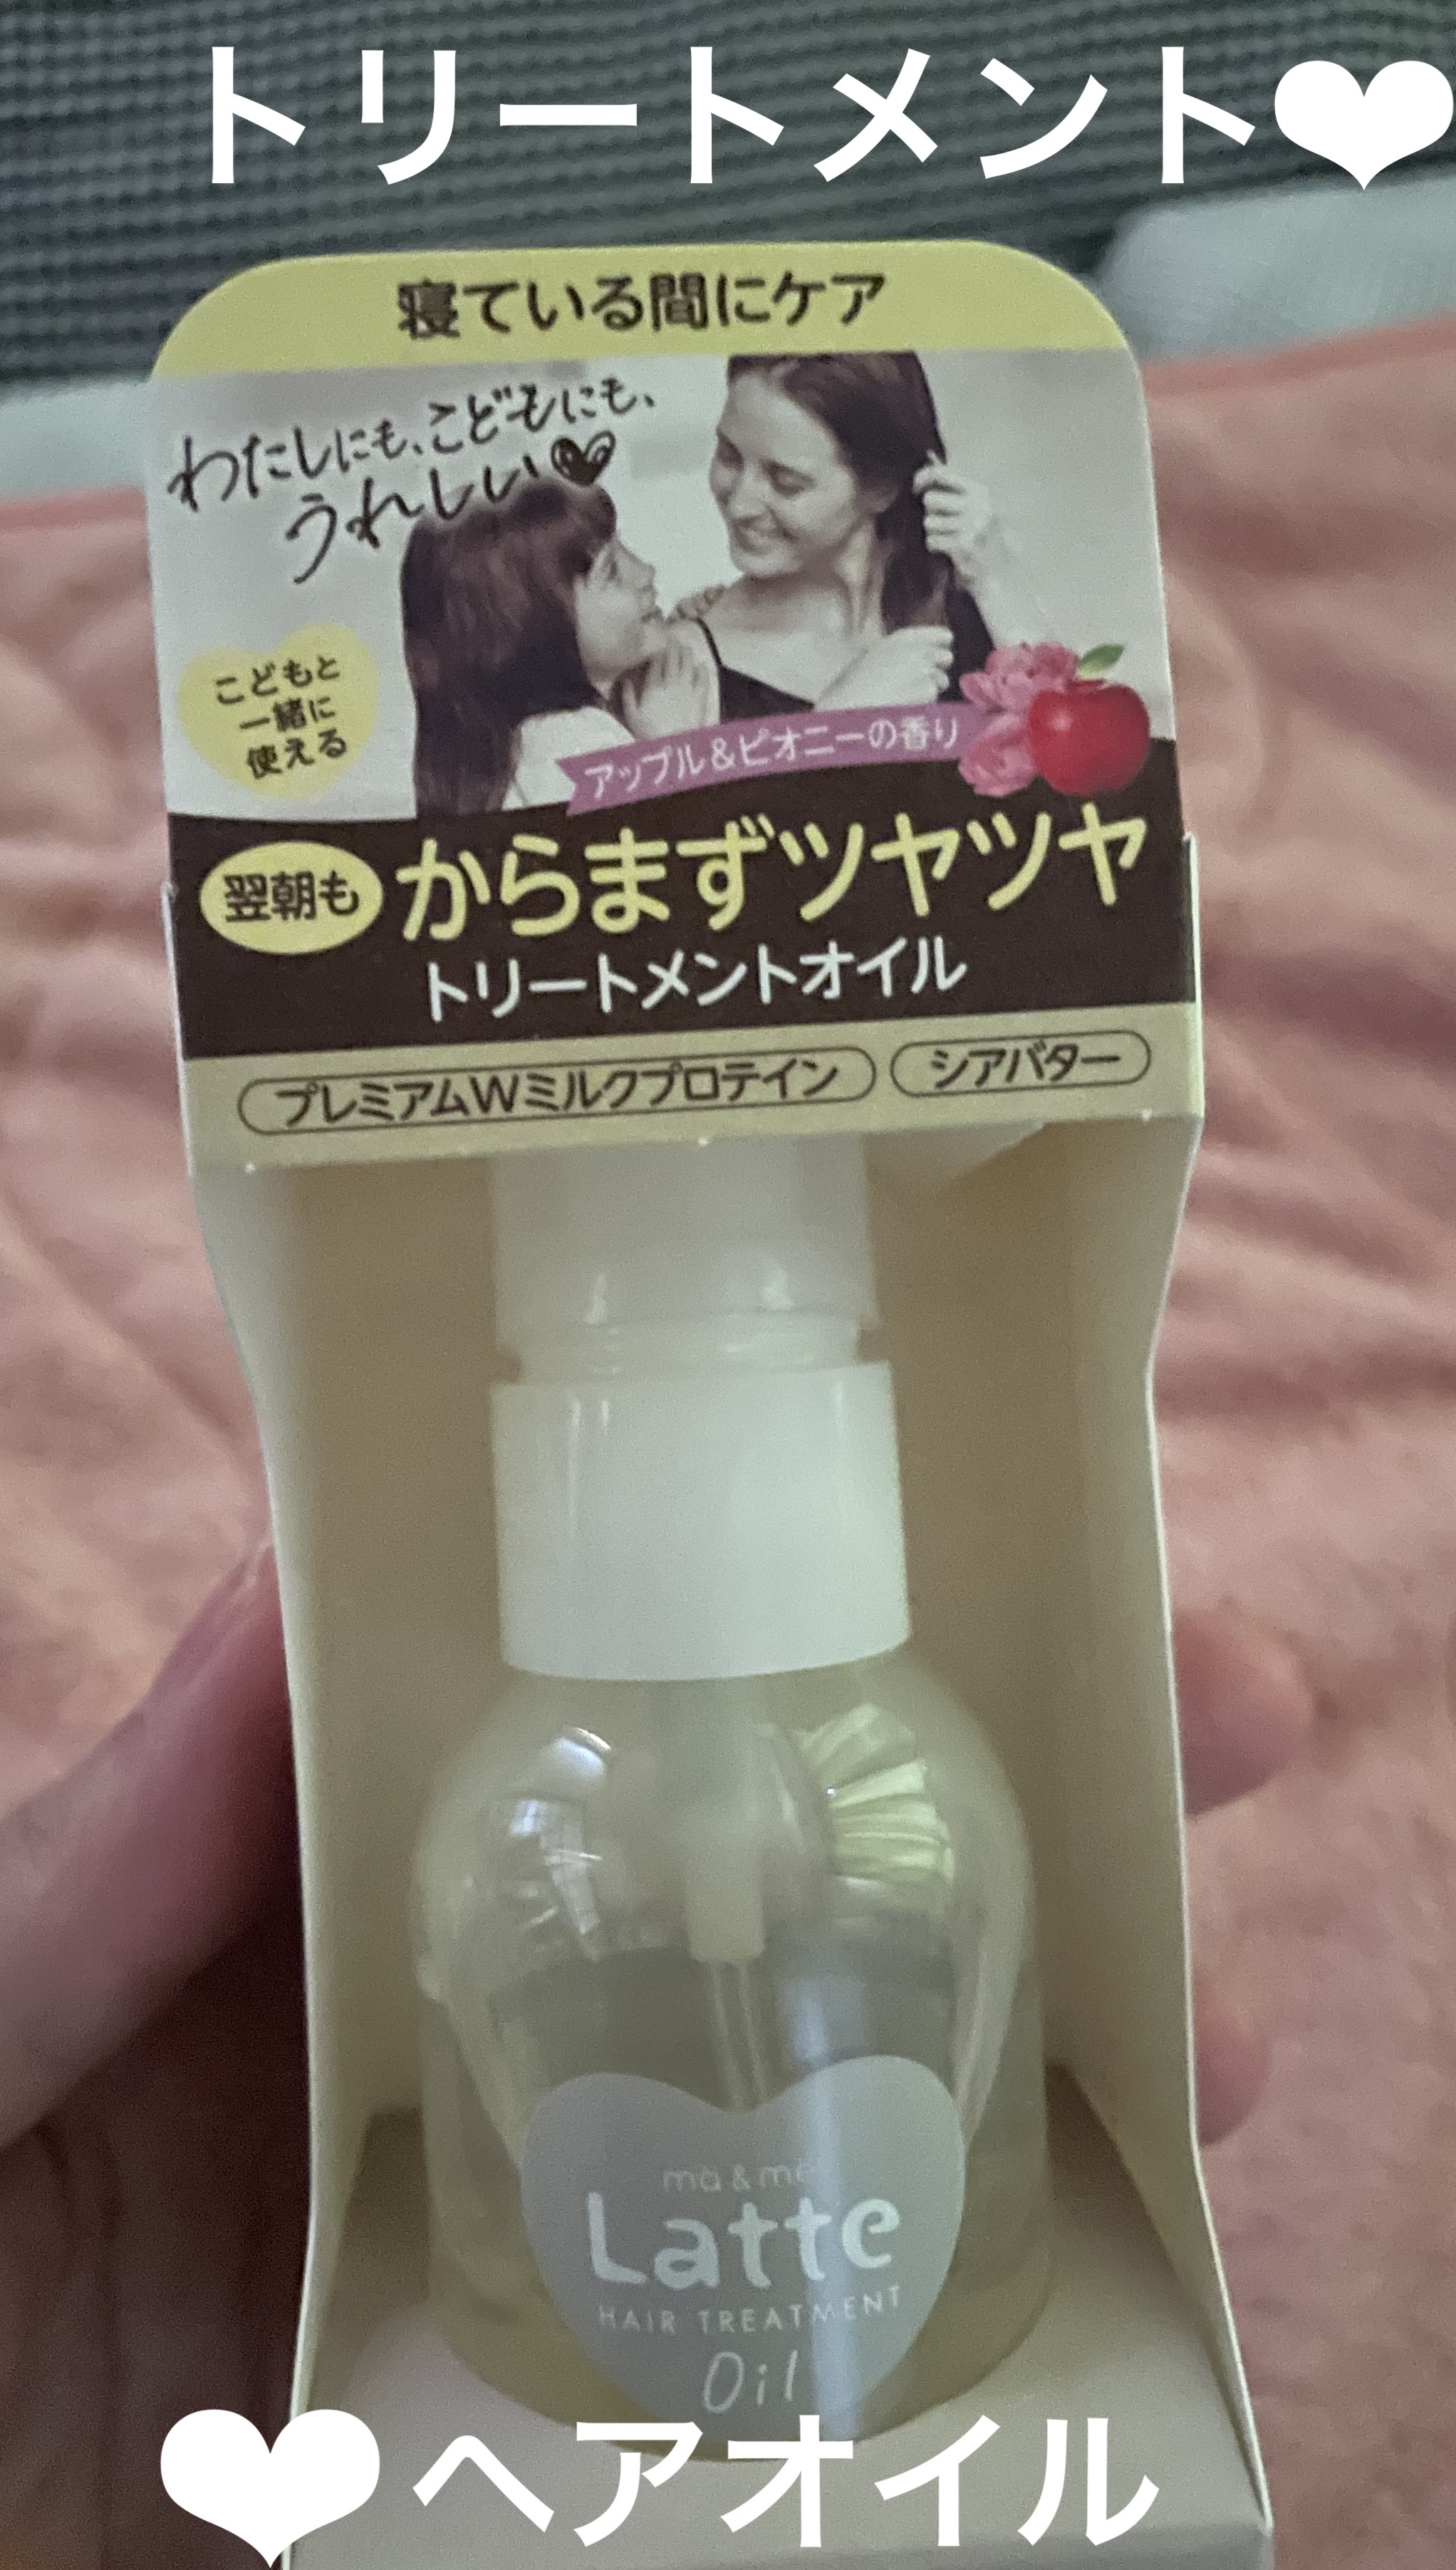 トリートメント❤
寝ている間にケア
わたしにも、こどもにも、
うれしい♥
こどもと
一緒に
使える
アップル&ピオニーの香り
翌朝も からまずツヤツヤ
トリートメントオイル
プレミアムWミルクプロテイン シアバター
ma & me
Latte
HAIR TREATMENT
Oil
❤ヘアオイル